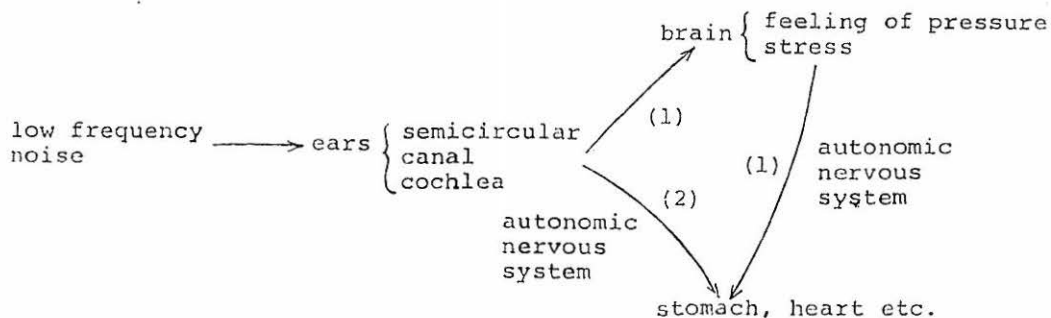 low frequency
noise
ears
semicircular
canal
cochlea
brain
feeling of pressure
stress
(1)
(2)
autonomic
nervous
system
(1)
autonomic
nervous
system
stomach, heart etc.